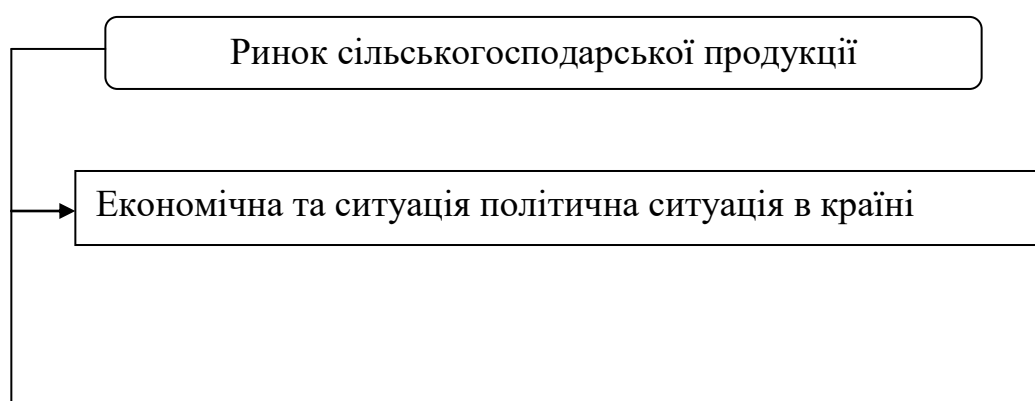 Ринок сільськогосподарської продукції
Економічна та ситуація політична ситуація в країні